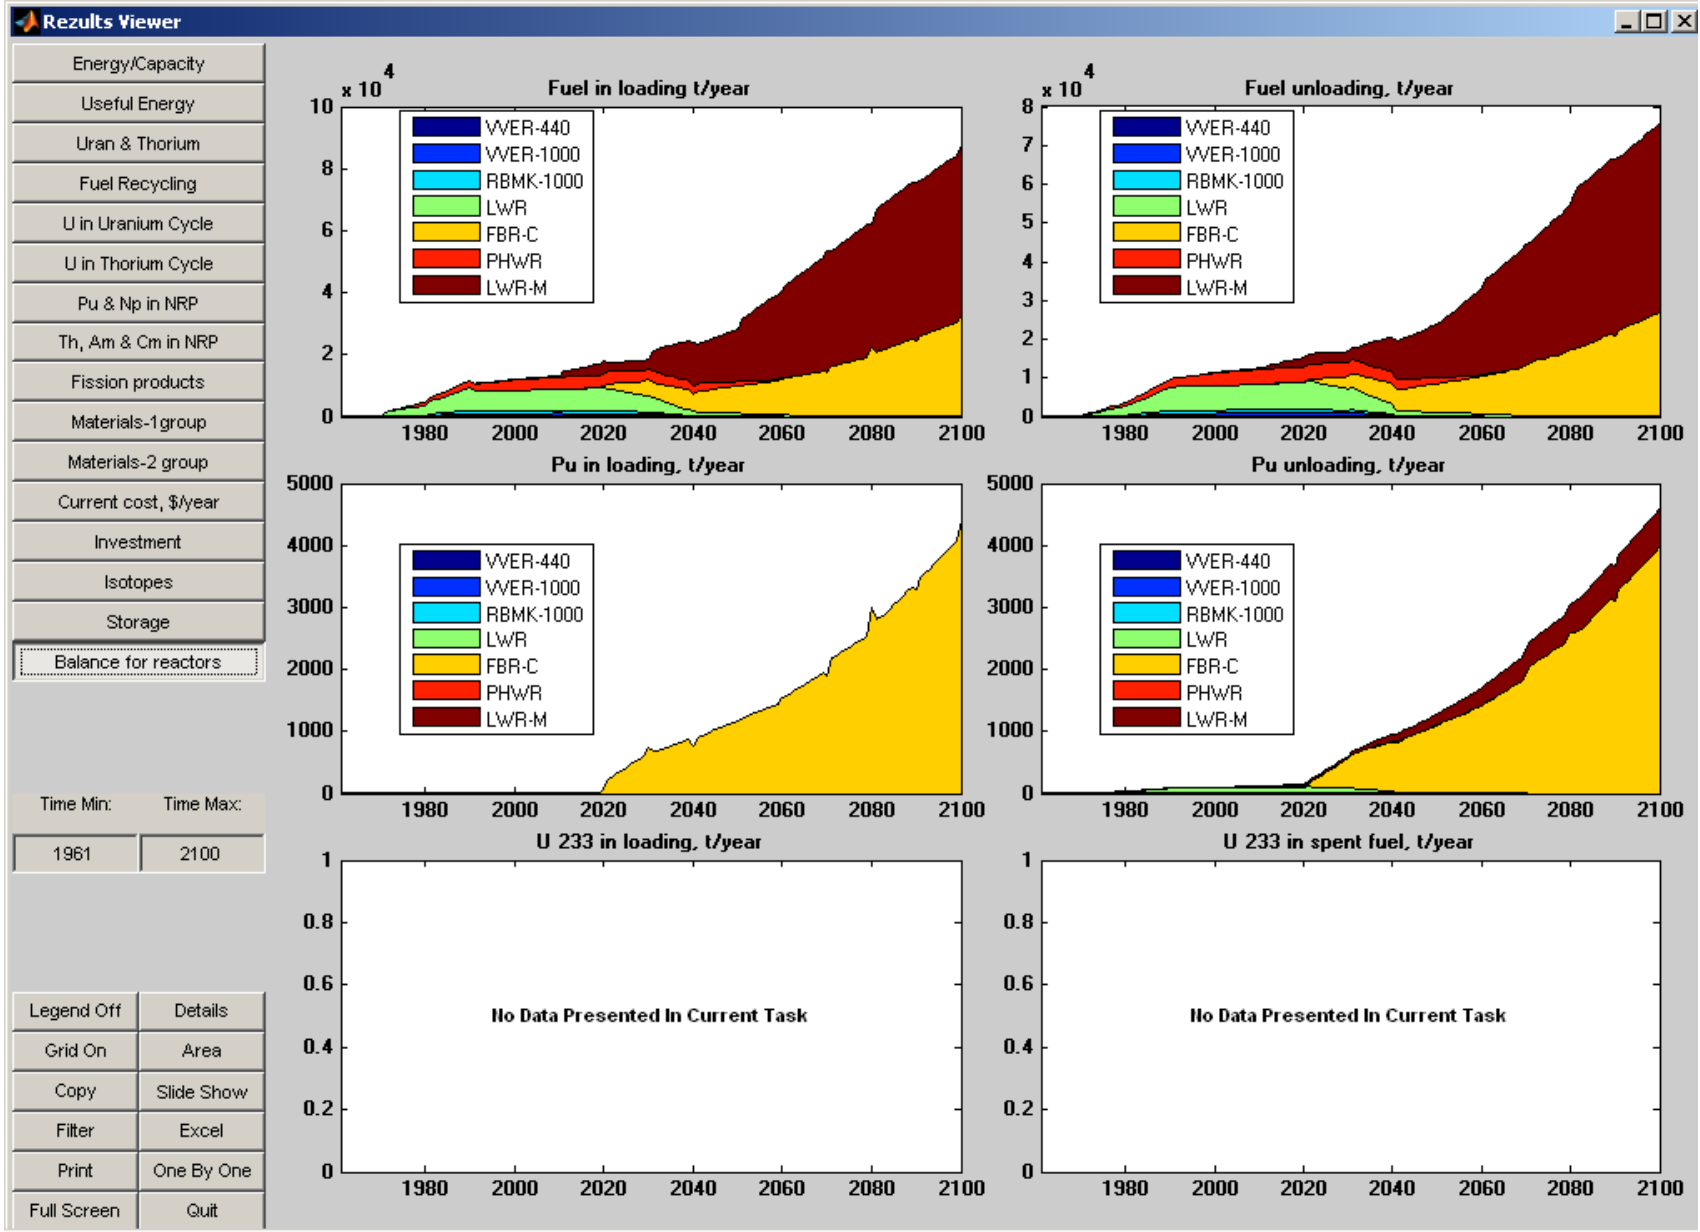 Rezults Viewer
Energy/Capacity
Useful Energy
Uran & Thorium
Fuel Recycling
U in Uranium Cycle
U in Thorium Cycle
Pu & Np in NRP
Th, Am & Cm in NRP
Fission products
Materials-1group
Materials-2 group
Current cost, $/year
Investment
Isotopes
Storage
Balance for reactors
Time Min: Time Max:
1961 2100
Legend Off Details
Grid On Area
Copy Slide Show
Filter Excel
Print One By One
Full Screen Quit
x 10 4
Fuel in loading t/year
10
8
6
4
2
0
VVER-440
VVER-1000
RBMK-1000
LWR
FBR-C
PHWR
LWR-M
1980 2000 2020 2040 2060 2080 2100
x 10 4
Fuel unloading, t/year
8
7
6
5
4
3
2
1
0
VVER-440
VVER-1000
RBMK-1000
LWR
FBR-C
PHWR
LWR-M
1980 2000 2020 2040 2060 2080 2100
Pu in loading, t/year
5000
4000
3000
2000
1000
0
VVER-440
VVER-1000
RBMK-1000
LWR
FBR-C
PHWR
LWR-M
1980 2000 2020 2040 2060 2080 2100
Pu unloading, t/year
5000
4000
3000
2000
1000
0
VVER-440
VVER-1000
RBMK-1000
LWR
FBR-C
PHWR
LWR-M
1980 2000 2020 2040 2060 2080 2100
U 233 in loading, t/year
1
0.8
0.6
0.4
0.2
0
No Data Presented In Current Task
1980 2000 2020 2040 2060 2080 2100
U 233 in spent fuel, t/year
1
0.8
0.6
0.4
0.2
0
No Data Presented In Current Task
1980 2000 2020 2040 2060 2080 2100